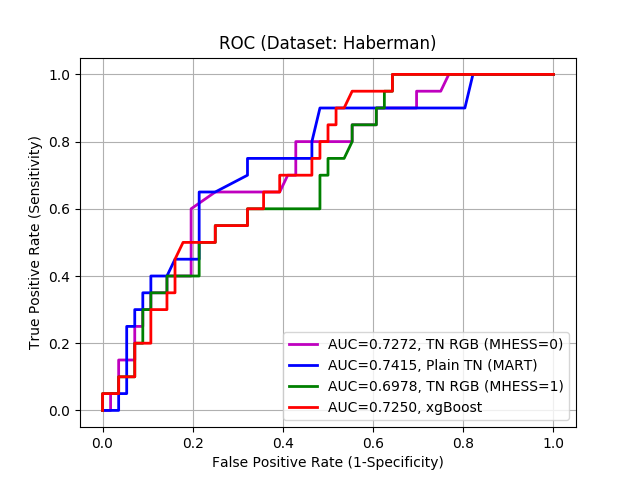 ROC (Dataset: Haberman)
True Positive Rate (Sensitivity)
1.0
0.8
0.6
0.4
0.2
0.0
AUC=0.7272, TN RGB (MHESS=0)
AUC=0.7415, Plain TN (MART)
AUC=0.6978, TN RGB (MHESS=1)
AUC=0.7250, xgBoost
0.0 0.2 0.4 0.6 0.8 1.0
False Positive Rate (1-Specificity)